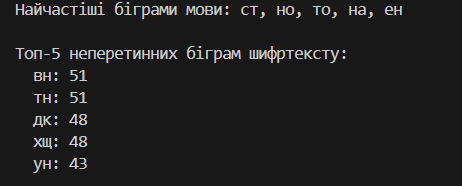 Найчастіші біграми мови: ст, но, то, на, ен
Топ-5 неперетинних біграм шифртексту:
вн: 51
тн: 51
дк: 48
хщ: 48
ун: 43